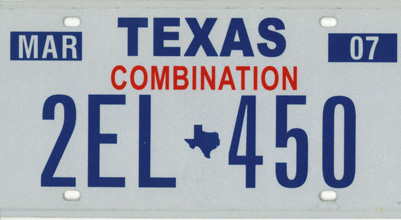 MAR TEXAS 07
COMBINATION
2EL 450